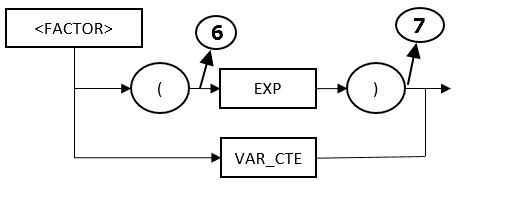 <FACTOR>
6
7
(
EXP
)
VAR_CTE